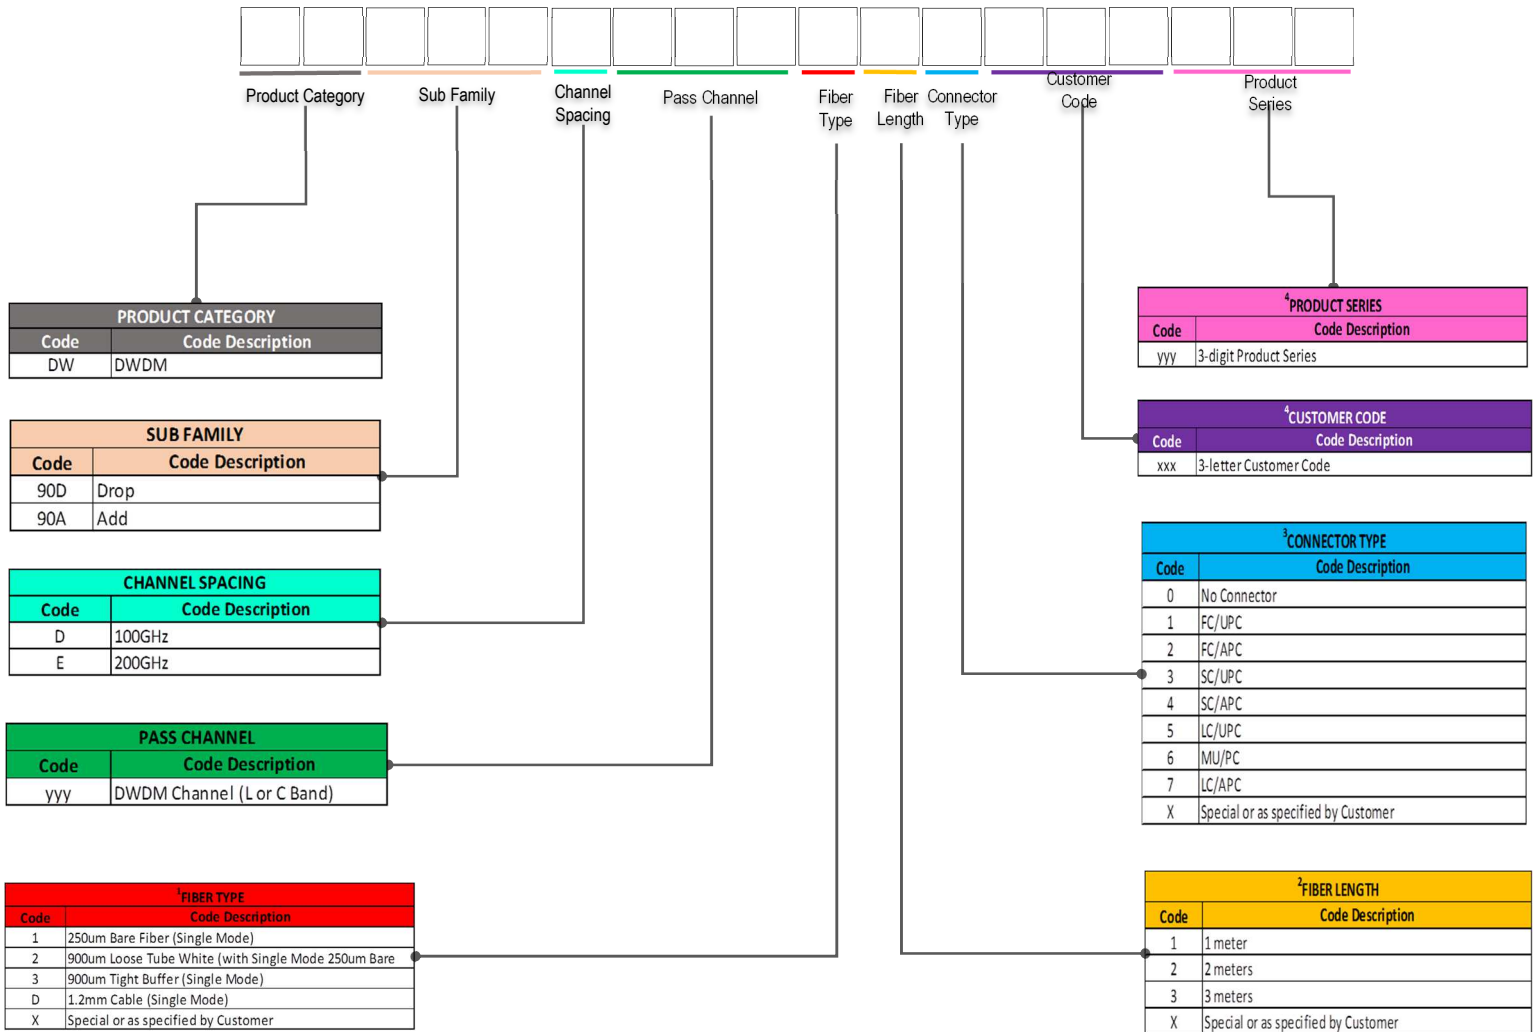 Product Category
Sub Family
Channel
Spacing
Pass Channel
Fiber
Type
Fiber
Length
Connector
Type
Customer
Code
Product
Series
PRODUCT CATEGORY
Code Code Description
DW DWDM
SUB FAMILY
Code Code Description
90D Drop
90A Add
CHANNEL SPACING
Code Code Description
D 100GHz
E 200GHz
PASS CHANNEL
Code Code Description
yyy DWDM Channel (L or C Band)
1FIBER TYPE
Code Code Description
1 250um Bare Fiber (Single Mode)
2 900um Loose Tube White (with Single Mode 250um Bare
3 900um Tight Buffer (Single Mode)
D 1.2mm Cable (Single Mode)
X Special or as specified by Customer
4PRODUCT SERIES
Code Code Description
yyy 3-digit Product Series
4CUSTOMER CODE
Code Code Description
xxx 3-letter Customer Code
3CONNECTOR TYPE
Code Code Description
0 No Connector
1 FC/UPC
2 FC/APC
3 SC/UPC
4 SC/APC
5 LC/UPC
6 MU/PC
7 LC/APC
X Special or as specified by Customer
2FIBER LENGTH
Code Code Description
1 1 meter
2 2 meters
3 3 meters
X Special or as specified by Customer